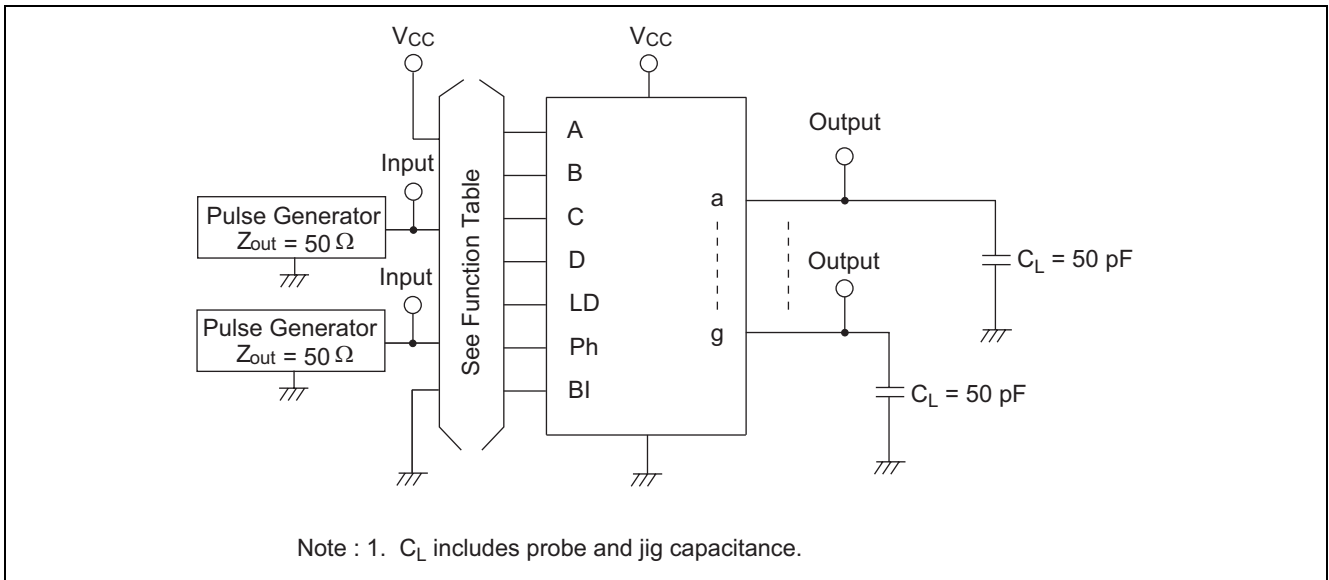 VCC
VCC
Input
Pulse Generator
Zout = 50 Ω
Input
Pulse Generator
Zout = 50 Ω
See Function Table
A
B
C
D
LD
Ph
BI
a
g
Output
Output
CL = 50 pF
CL = 50 pF
Note : 1. CL includes probe and jig capacitance.